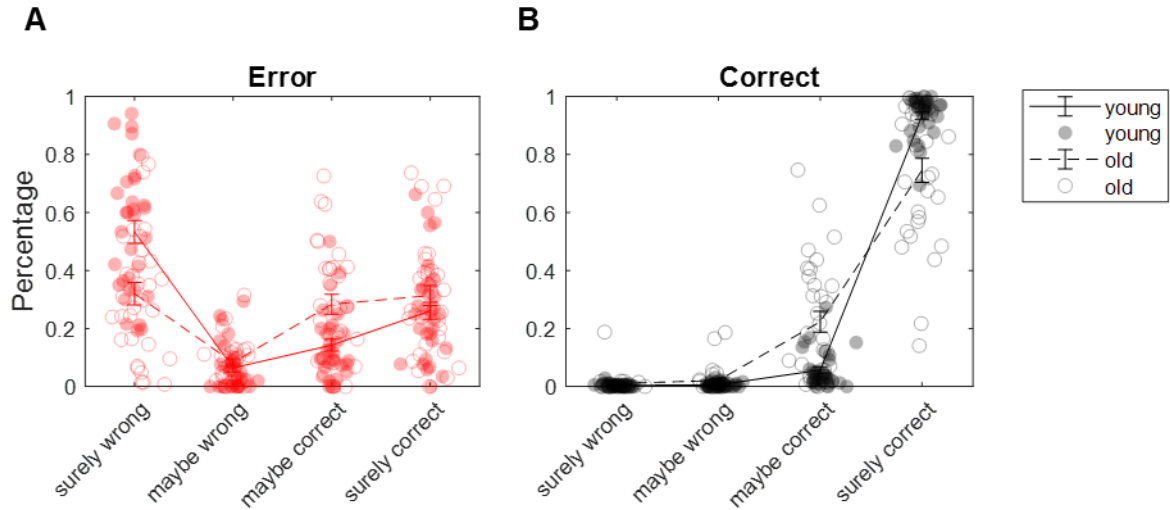 A
B
Error
Correct
Percentage
1
0.8
0.6
0.4
0.2
0
surely wrong
maybe wrong
maybe correct
surely correct
1
0.8
0.6
0.4
0.2
0
surely wrong
maybe wrong
maybe correct
surely correct
young
young
old
old